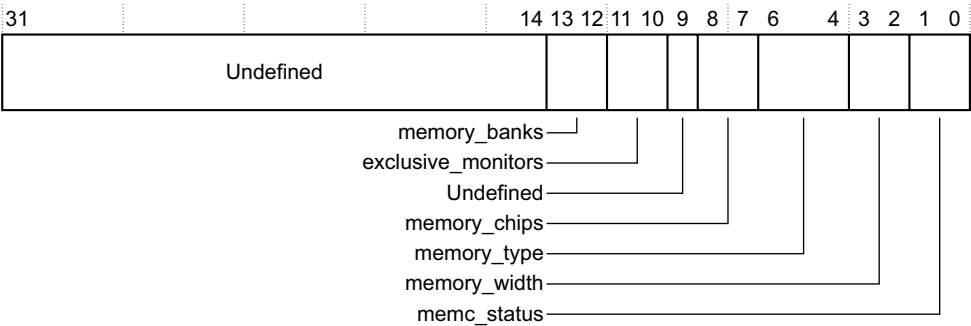 31 14 13 12 11 10 9 8 7 6 4 3 2 1 0
Undefined
memory_banks
exclusive_monitors
Undefined
memory_chips
memory_type
memory_width
memc_status